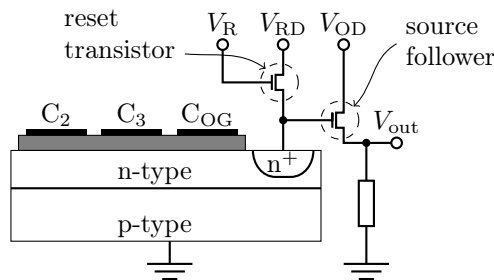 reset
transistor
V_R
V_RD
V_OD
source
follower
C_2
C_3
C_OG
V_out
n^+
n-type
p-type